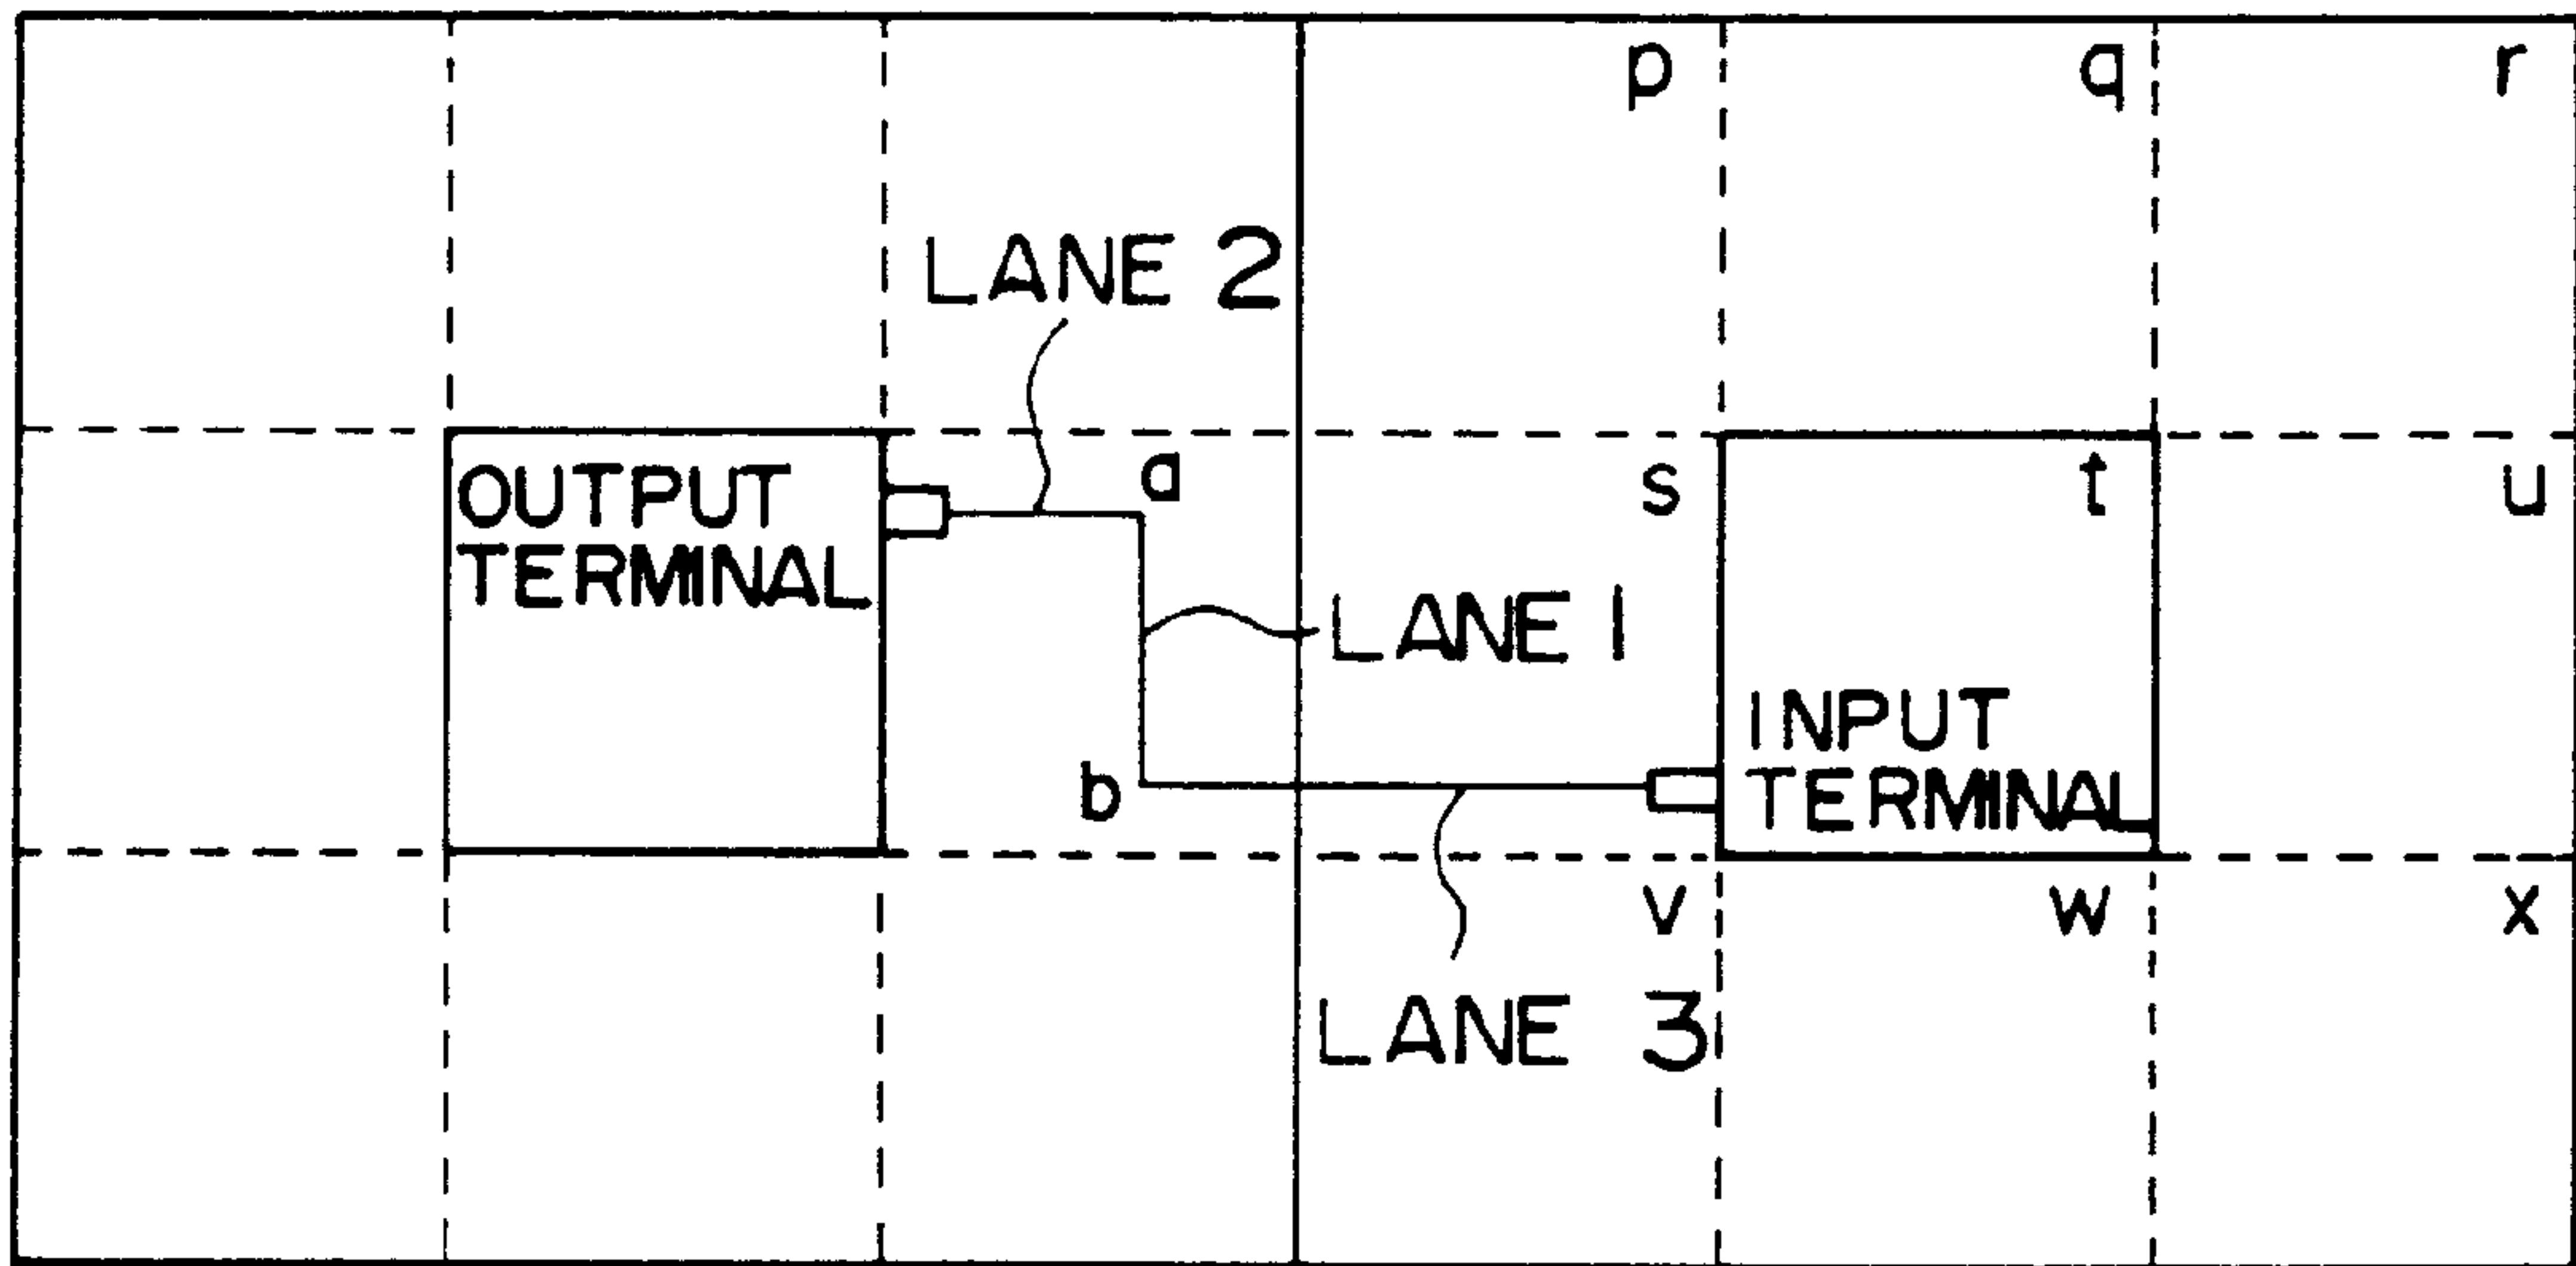 p
q
r
LANE 2
OUTPUT
TERMINAL
a
s
t
u
LANE 1
b
INPUT
TERMINAL
v
w
x
LANE 3